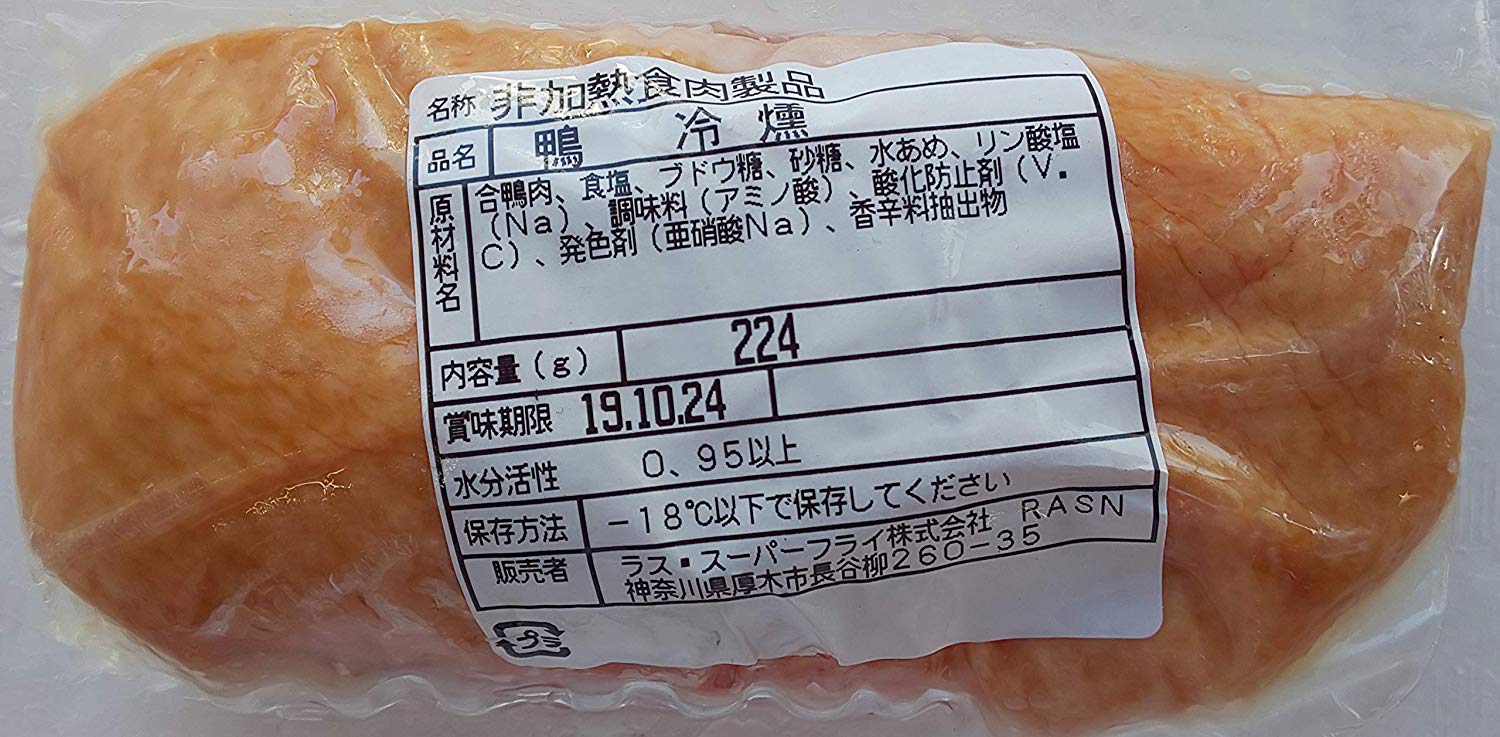 名称 非加熱食肉製品
品名 鴨 冷燻
原材料名 合鴨肉、食塩、ブドウ糖、砂糖、水あめ、リン酸塩
(Na)、調味料(アミノ酸)、酸化防止剤(V.
C)、発色剤(亜硝酸Na)、香辛料抽出物
内容量(g) 224
賞味期限 19.10.24
水分活性 0、95以上
保存方法 -18℃以下で保存してください
販売者 ラス・スーパーフライ株式会社 RASN
神奈川県厚木市長谷柳260-35
プラ